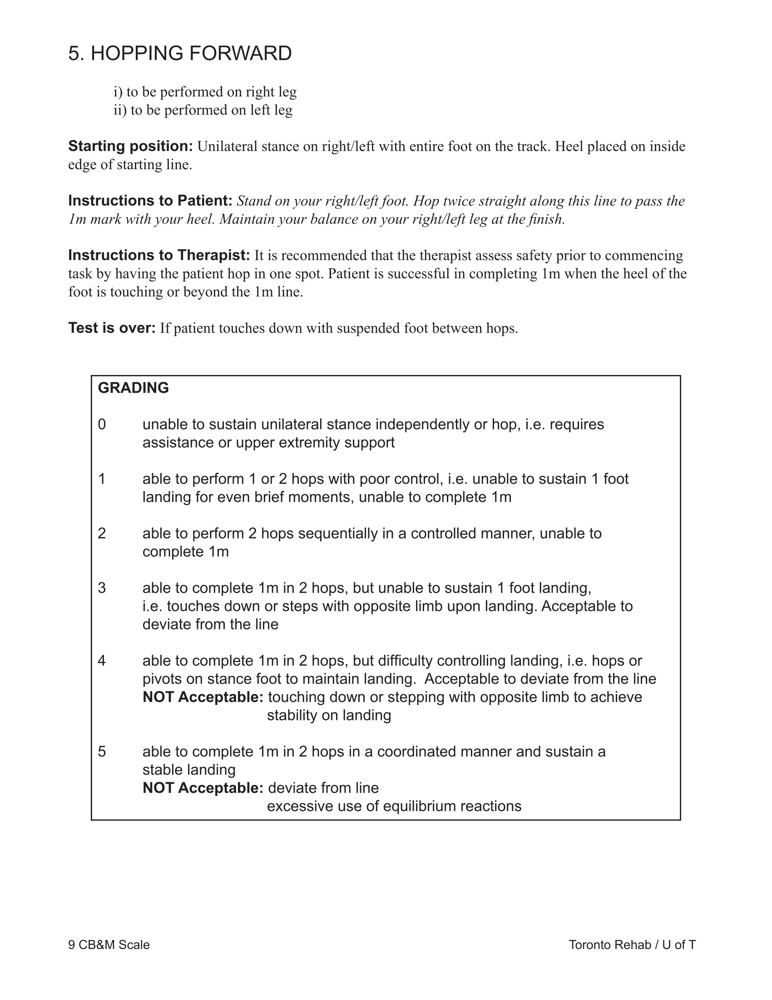 5. HOPPING FORWARD
i) to be performed on right leg
ii) to be performed on left leg
Starting position: Unilateral stance on right/left with entire foot on the track. Heel placed on inside
edge of starting line.
Instructions to Patient: Stand on your right/left foot. Hop twice straight along this line to pass the
1m mark with your heel. Maintain your balance on your right/left leg at the finish.
Instructions to Therapist: It is recommended that the therapist assess safety prior to commencing
task by having the patient hop in one spot. Patient is successful in completing 1m when the heel of the
foot is touching or beyond the 1m line.
Test is over: If patient touches down with suspended foot between hops.
GRADING
0 unable to sustain unilateral stance independently or hop, i.e. requires
assistance or upper extremity support
1 able to perform 1 or 2 hops with poor control, i.e. unable to sustain 1 foot
landing for even brief moments, unable to complete 1m
2 able to perform 2 hops sequentially in a controlled manner, unable to
complete 1m
3 able to complete 1m in 2 hops, but unable to sustain 1 foot landing,
i.e. touches down or steps with opposite limb upon landing. Acceptable to
deviate from the line
4 able to complete 1m in 2 hops, but difficulty controlling landing, i.e. hops or
pivots on stance foot to maintain landing. Acceptable to deviate from the line
NOT Acceptable: touching down or stepping with opposite limb to achieve
stability on landing
5 able to complete 1m in 2 hops in a coordinated manner and sustain a
stable landing
NOT Acceptable: deviate from line
excessive use of equilibrium reactions
9 CB&M Scale Toronto Rehab / U of T